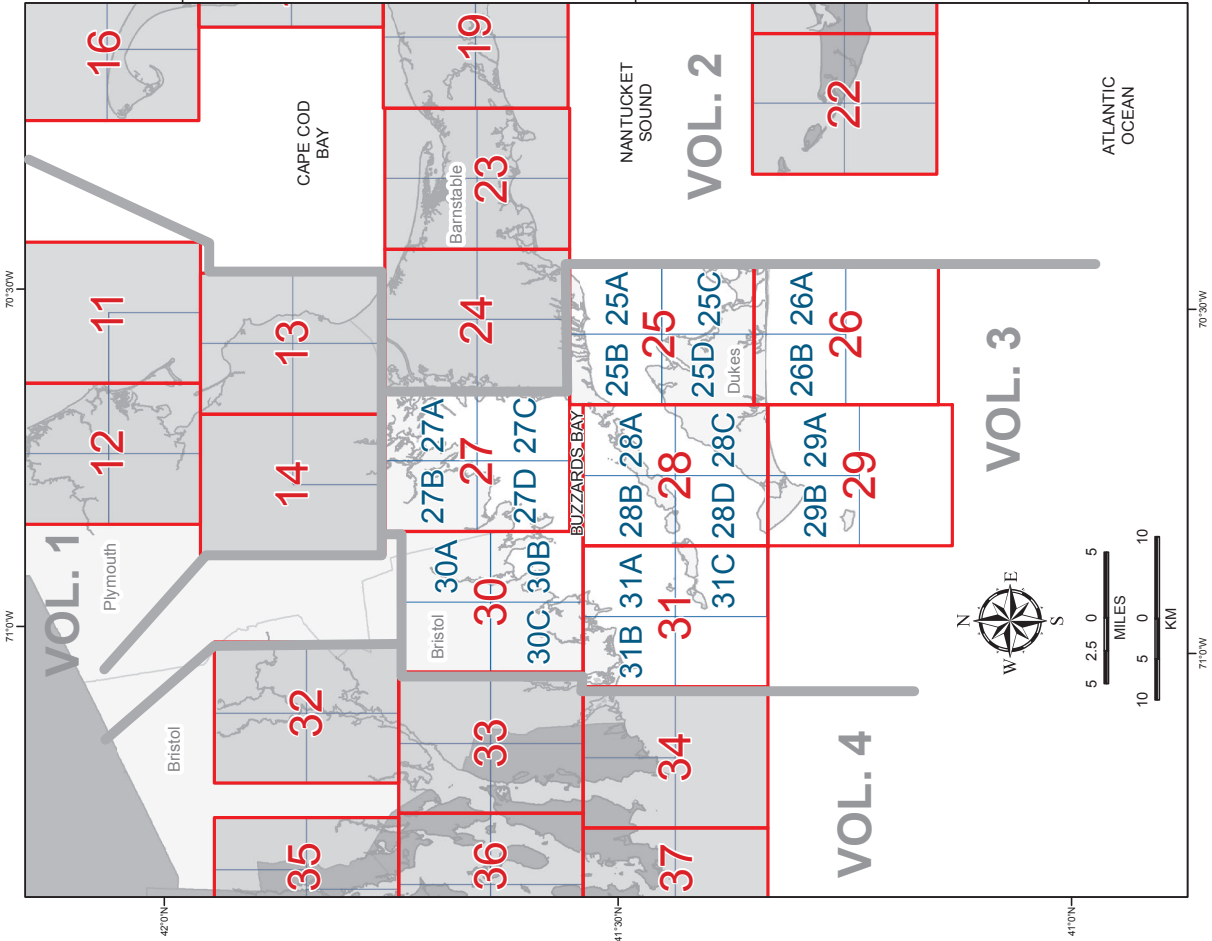 16
11
12
VOL. 1
Plymouth
CAPE COD
BAY
13
14
32
Bristol
35
19
23
Barnstable
24
27B 27A
27
27D 27C
30A
Bristol
30
30C 30B
33
36
BUZZARDS BAY
NANTUCKET
SOUND
VOL. 2
22
25B 25A
25
25D 25C
Dukes
28B 28A
28
28D 28C
31B 31A
31
31C
34
37
26B 26A
26
29B 29A
29
ATLANTIC
OCEAN
VOL. 3
VOL. 4
N
W E
S
5 2.5 0 5
MILES
10 5 0 10
KM
70°30'W
71°0'W
70°30'W
71°0'W
42°0'N
41°30'N
41°0'N